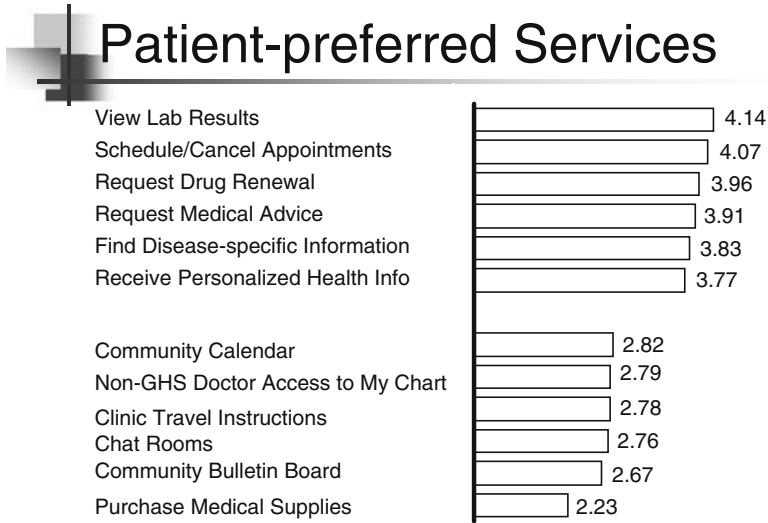 Patient-preferred Services
View Lab Results 4.14
Schedule/Cancel Appointments 4.07
Request Drug Renewal 3.96
Request Medical Advice 3.91
Find Disease-specific Information 3.83
Receive Personalized Health Info 3.77
Community Calendar 2.82
Non-GHS Doctor Access to My Chart 2.79
Clinic Travel Instructions 2.78
Chat Rooms 2.76
Community Bulletin Board 2.67
Purchase Medical Supplies 2.23